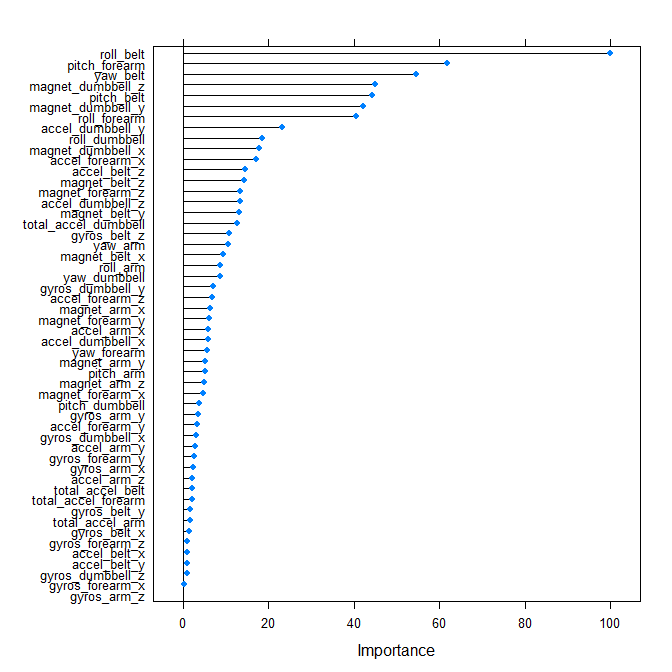 roll_belt
pitch_forearm
yaw_belt
magnet_dumbbell_z
pitch_belt
magnet_dumbbell_y
roll_forearm
accel_dumbbell_y
roll_dumbbell
magnet_dumbbell_x
accel_forearm_x
accel_belt_z
magnet_belt_z
magnet_forearm_z
accel_dumbbell_z
magnet_belt_y
total_accel_dumbbell
gyros_belt_z
yaw_arm
magnet_belt_x
roll_arm
yaw_dumbbell
gyros_dumbbell_y
accel_forearm_z
magnet_arm_x
magnet_forearm_y
accel_arm_x
accel_dumbbell_x
yaw_forearm
magnet_arm_y
pitch_arm
magnet_arm_z
magnet_forearm_x
pitch_dumbbell
gyros_arm_y
accel_forearm_y
gyros_dumbbell_x
accel_arm_y
gyros_forearm_y
gyros_arm_x
accel_arm_z
total_accel_belt
total_accel_forearm
gyros_belt_y
total_accel_arm
gyros_belt_x
gyros_forearm_z
accel_belt_x
accel_belt_y
gyros_dumbbell_z
gyros_forearm_x
gyros_arm_z
0 20 40 60 80 100
Importance